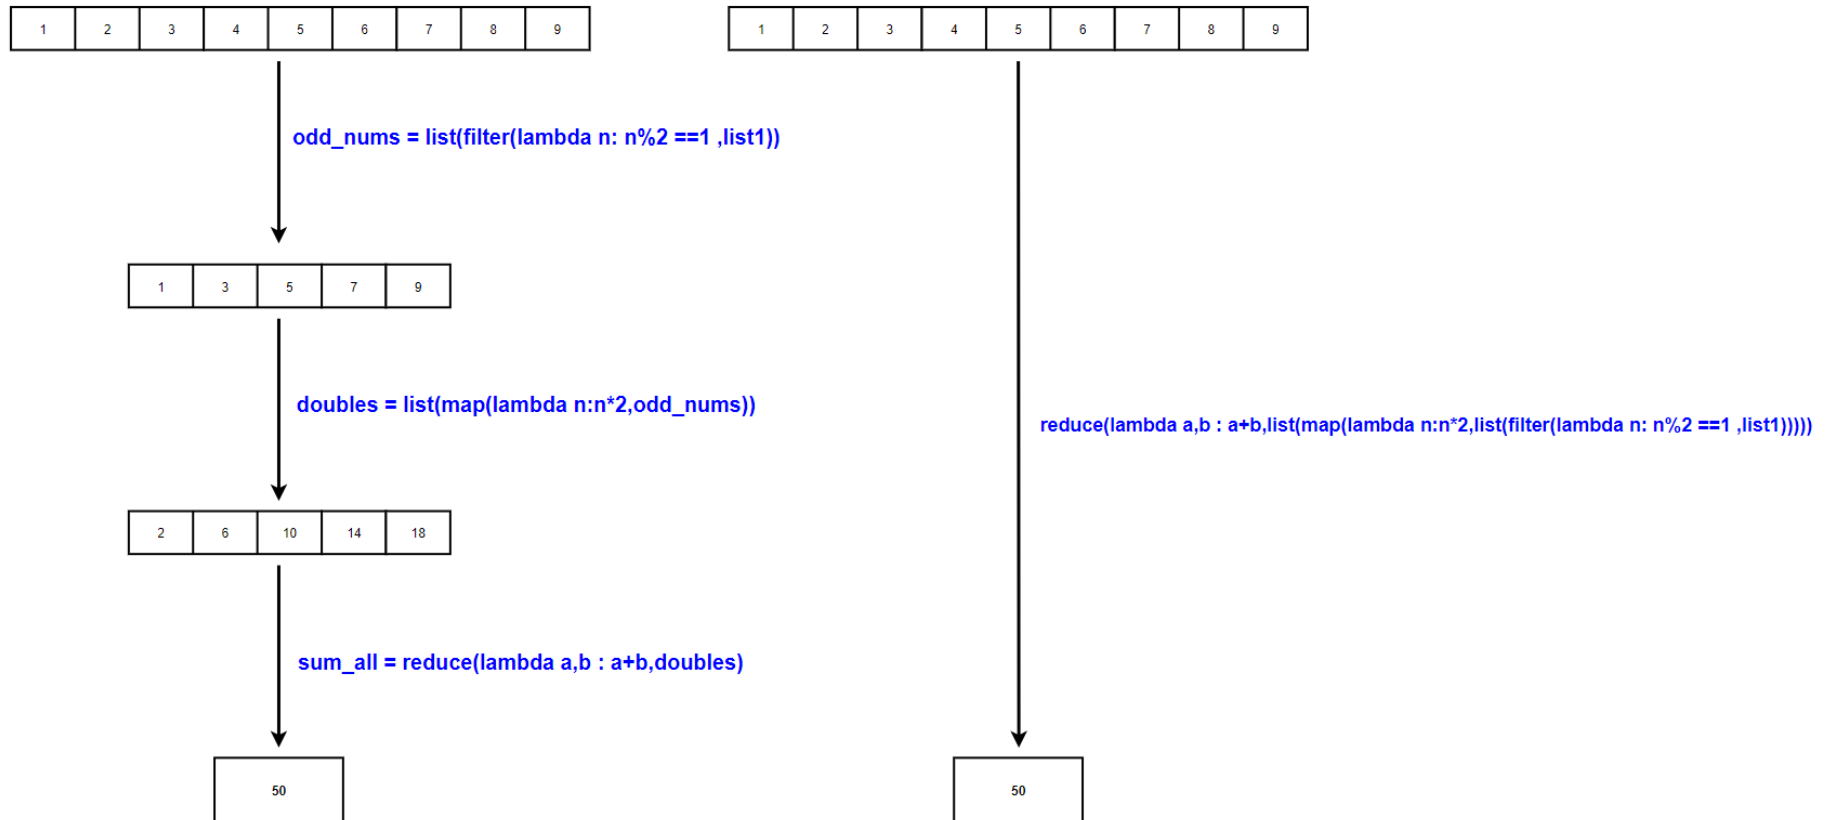 1 2 3 4 5 6 7 8 9
odd_nums = list(filter(lambda n: n%2 ==1 ,list1))
1 3 5 7 9
doubles = list(map(lambda n:n*2,odd_nums))
2 6 10 14 18
sum_all = reduce(lambda a,b : a+b,doubles)
50
1 2 3 4 5 6 7 8 9
reduce(lambda a,b : a+b,list(map(lambda n:n*2,list(filter(lambda n: n%2 ==1 ,list1)))))
50